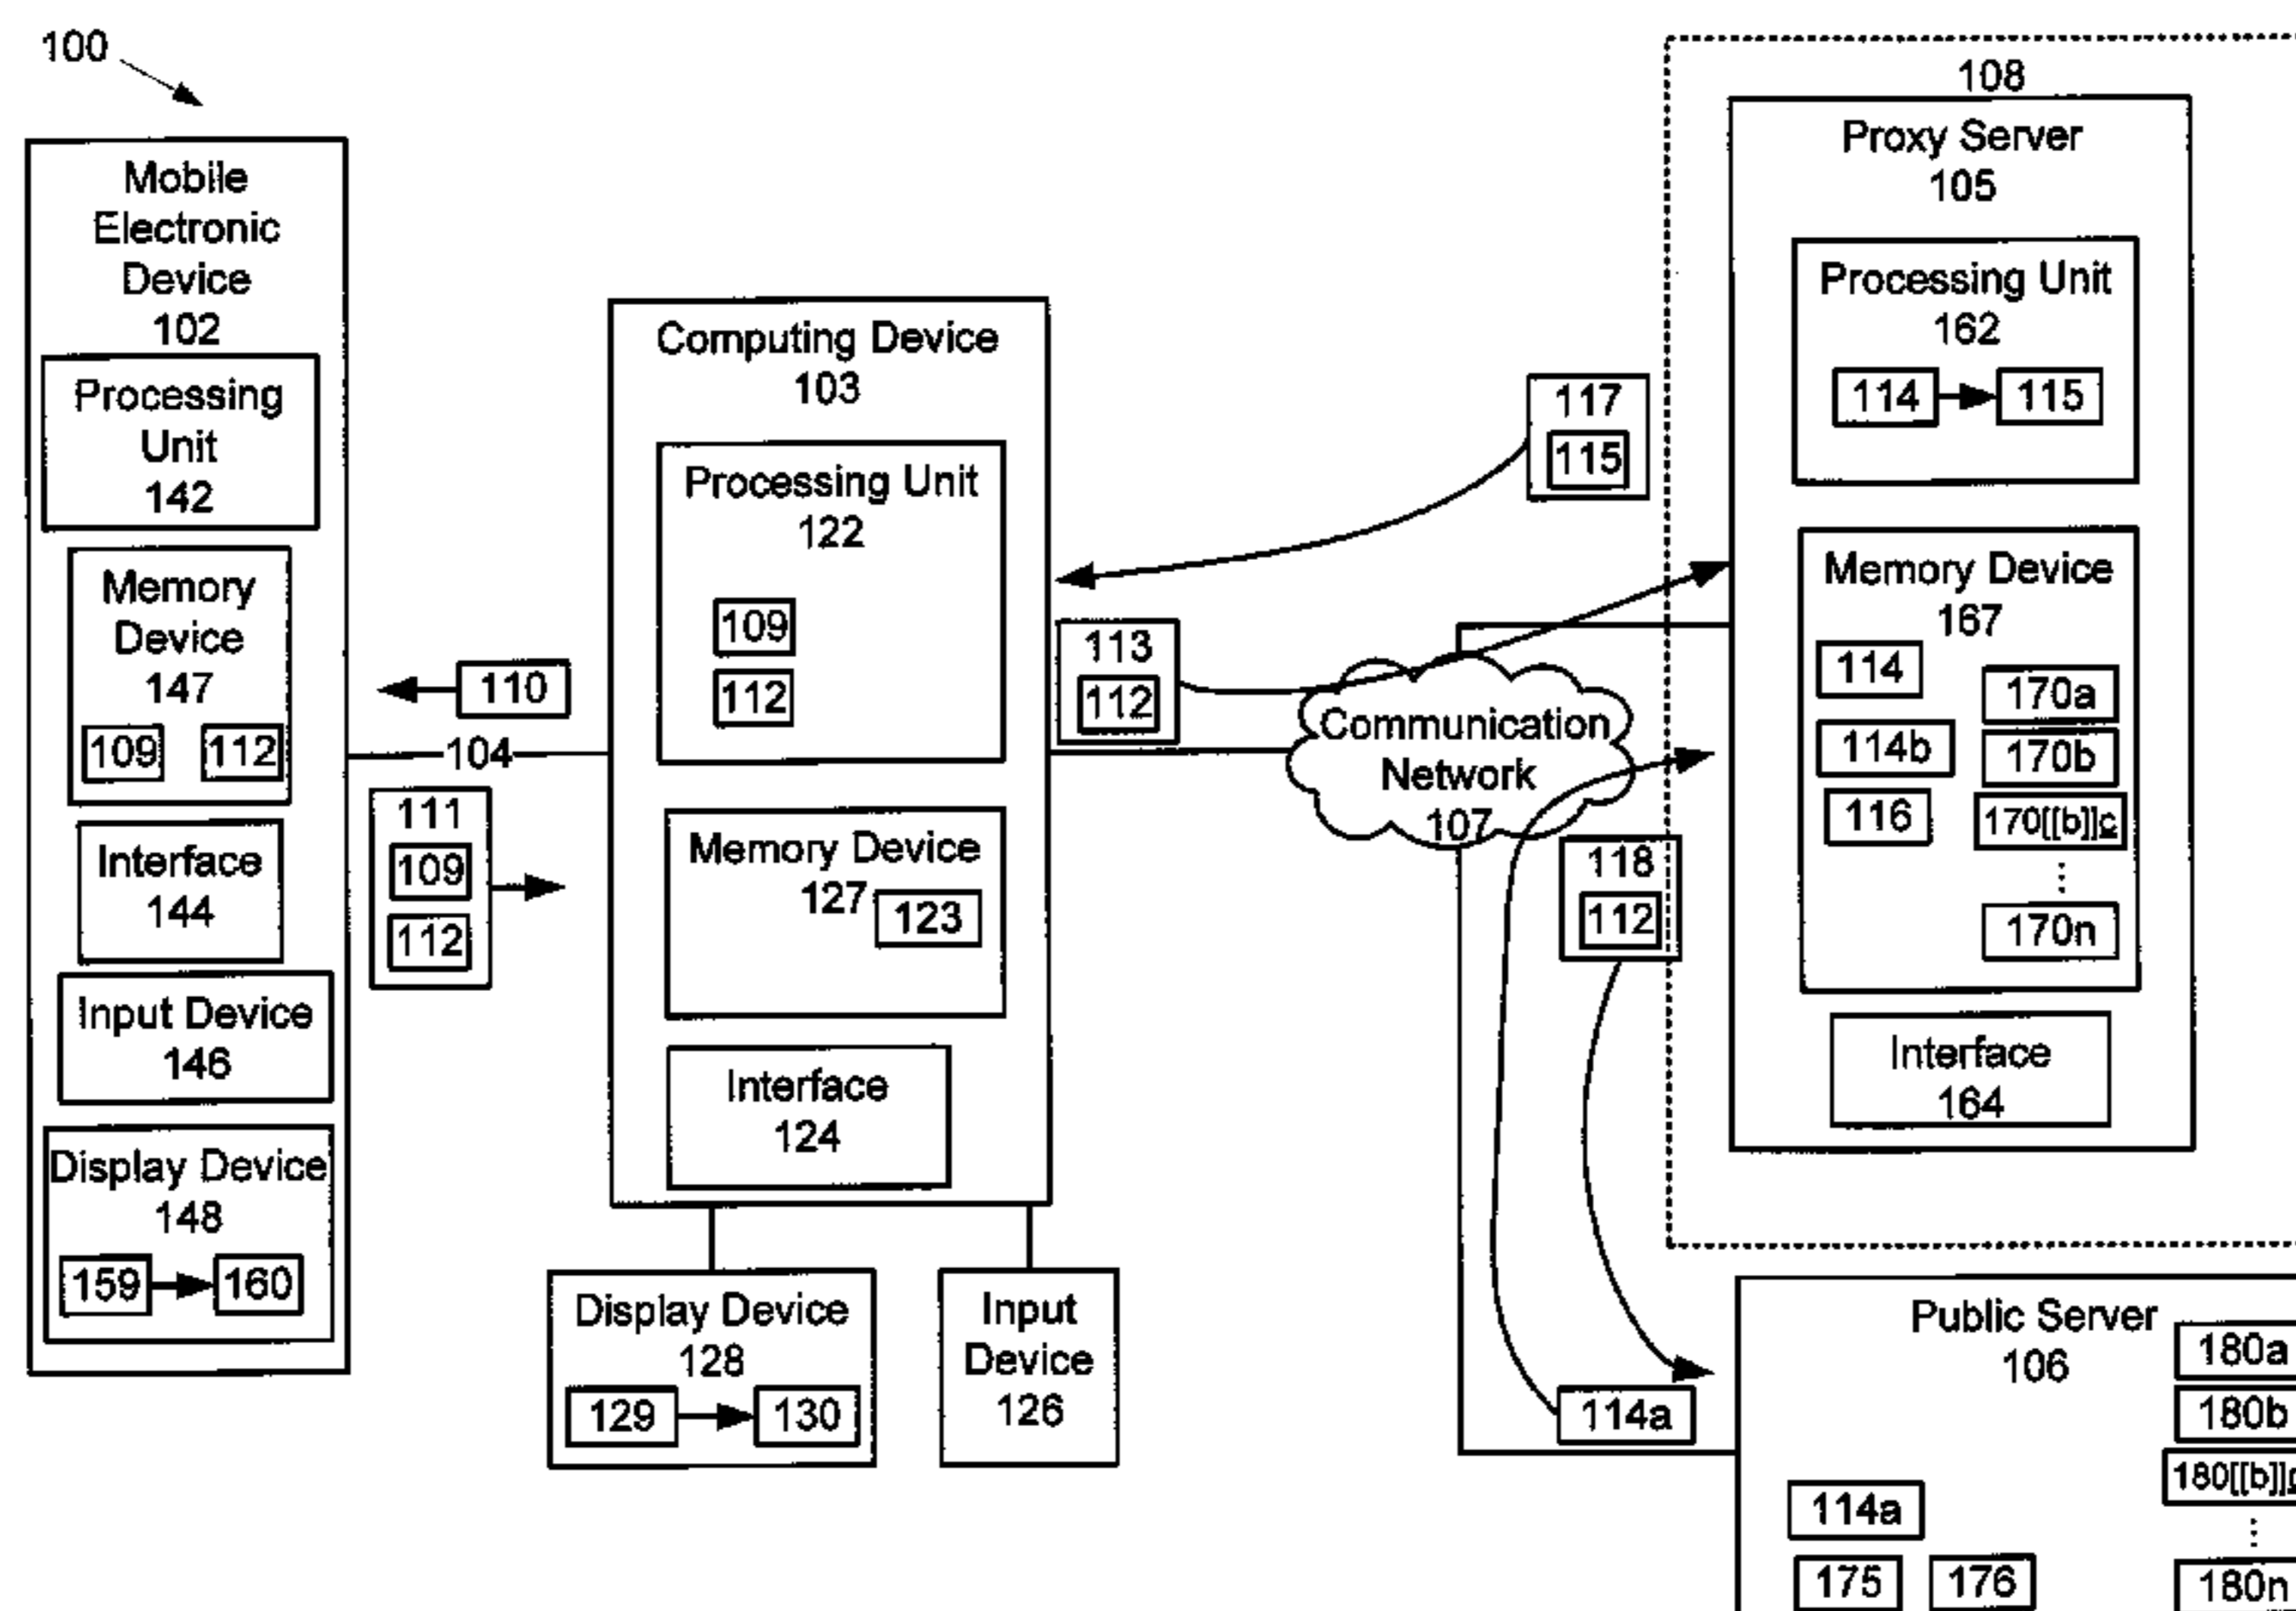 100
Mobile
Electronic
Device
102
Processing
Unit
142
Memory
Device
147
109 112
Interface
144
Input Device
146
Display Device
148
159 160
110
104
111
109
112
Computing Device
103
Processing Unit
122
109
112
Memory Device
127
123
Interface
124
Display Device
128
129 130
Input
Device
126
117
115
113
112
Communication
Network
107
118
112
114a
108
Proxy Server
105
Processing Unit
162
114 115
Memory Device
167
114
114b
116
170a
170b
170[[b]]c
170n
Interface
164
Public Server
106
180a
180b
180[[b]]
180n
114a
175 176